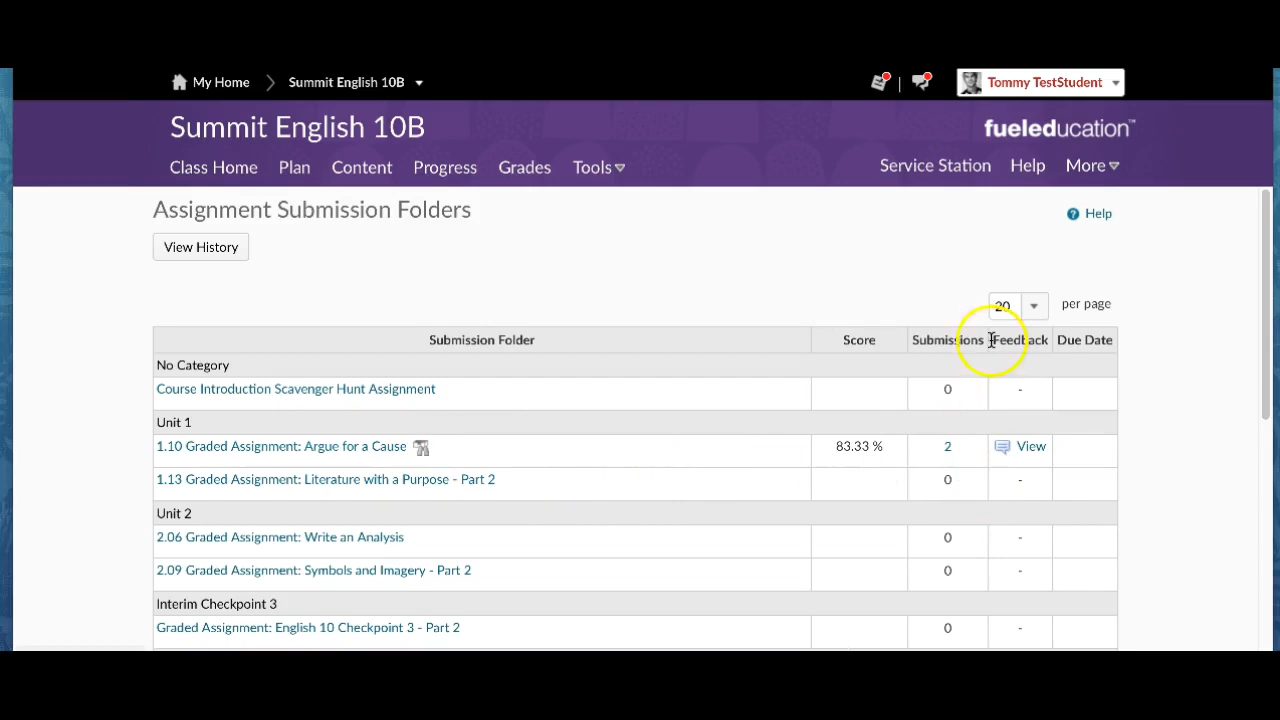 My Home Summit English 10B Tommy TestStudent
Summit English 10B fueleducation™
Class Home Plan Content Progress Grades Tools Service Station Help More
Assignment Submission Folders
Help
View History
20 per page
Submission Folder Score Submissions Feedback Due Date
No Category
Course Introduction Scavenger Hunt Assignment 0 -
Unit 1
1.10 Graded Assignment: Argue for a Cause 83.33 % 2 View
1.13 Graded Assignment: Literature with a Purpose - Part 2 0 -
Unit 2
2.06 Graded Assignment: Write an Analysis 0 -
2.09 Graded Assignment: Symbols and Imagery - Part 2 0 -
Interim Checkpoint 3
Graded Assignment: English 10 Checkpoint 3 - Part 2 0 -